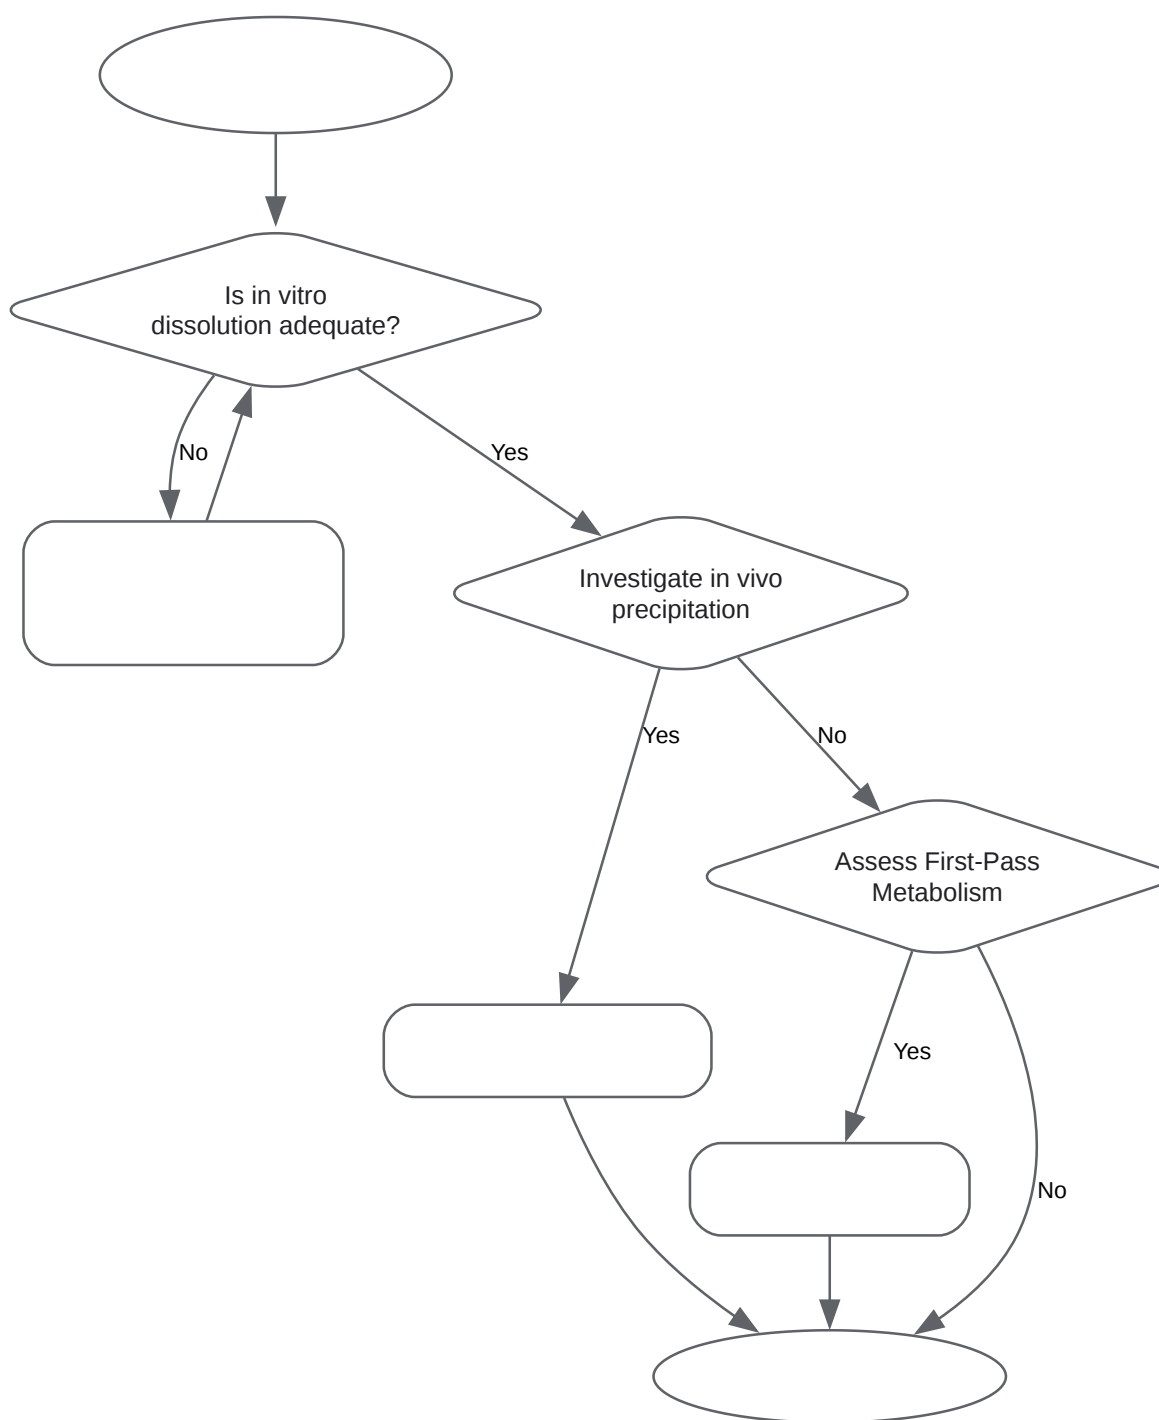 Is in vitro
dissolution adequate?
No
Yes
Investigate in vivo
precipitation
Yes
No
Assess First-Pass
Metabolism
Yes
No